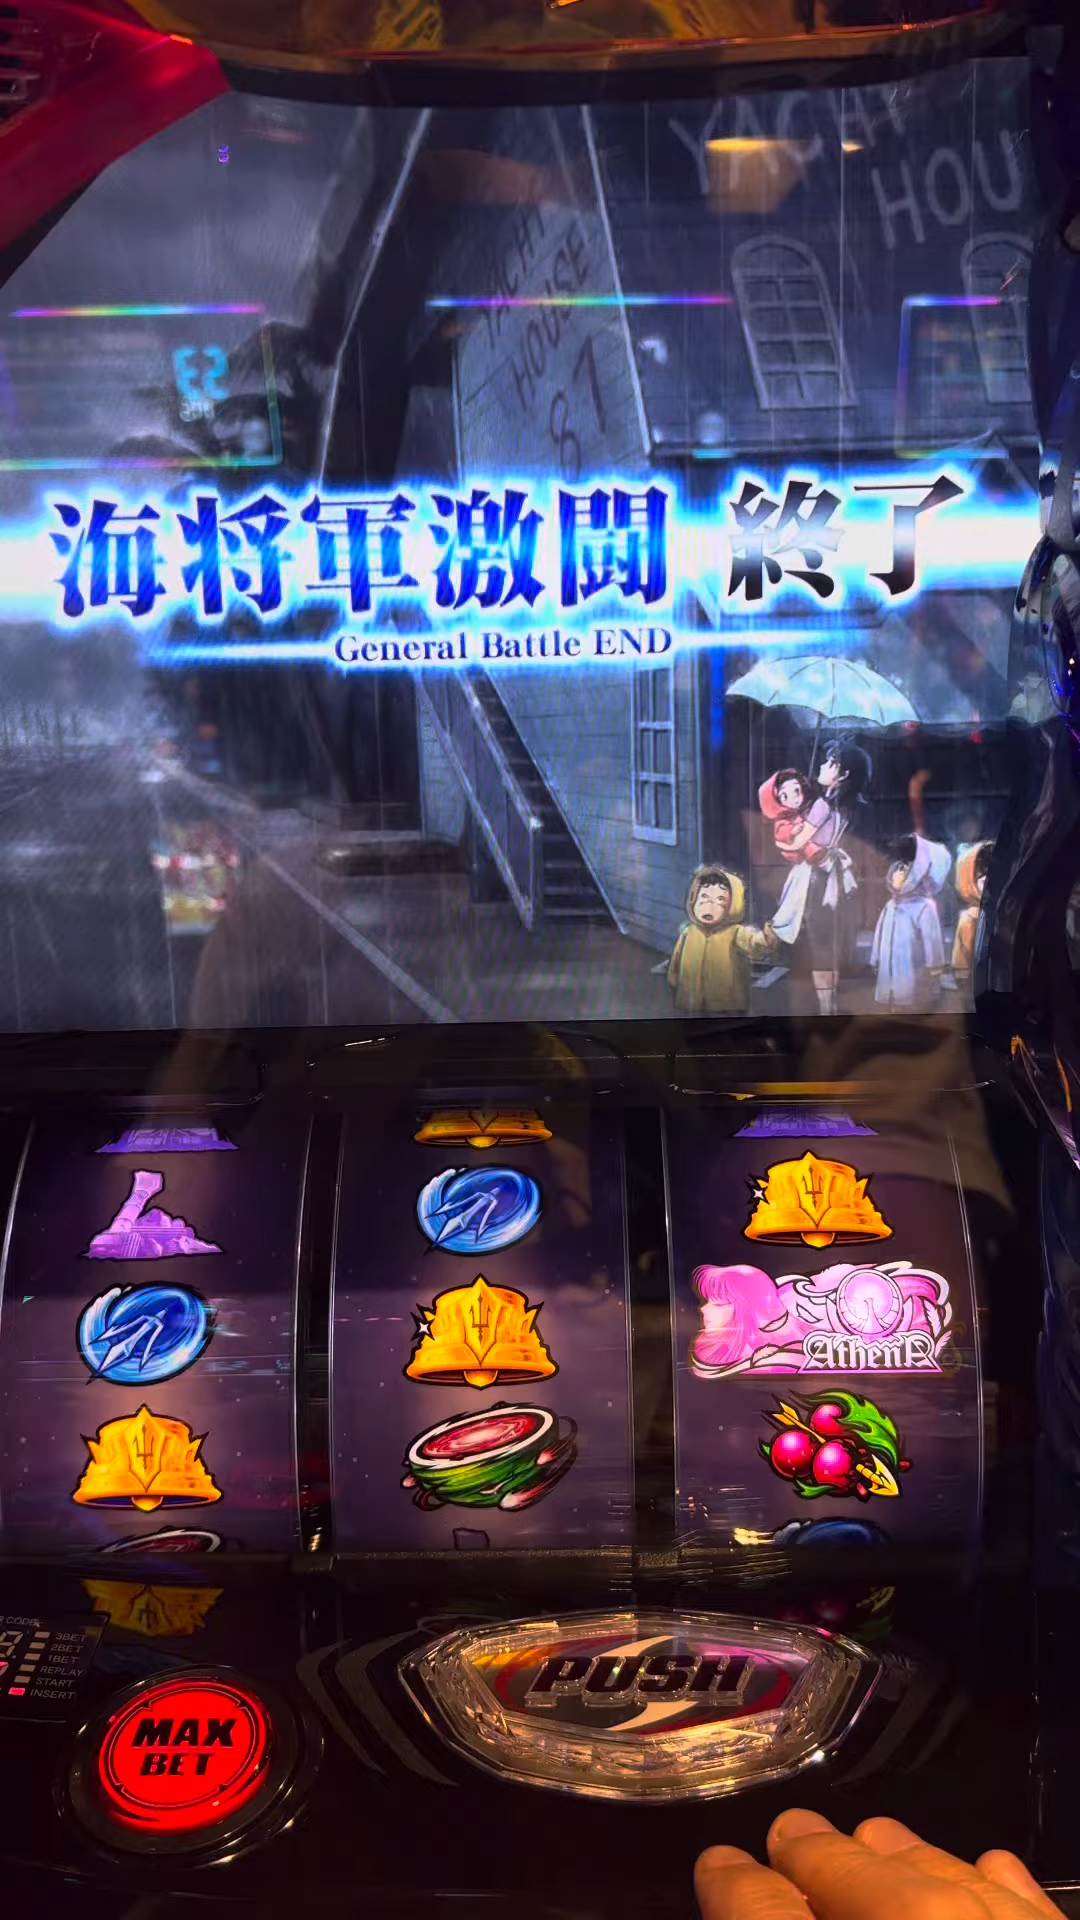 YACHT
HOU
YACHT
HOUSE
87
海将軍激闘 終了
General Battle END
Athena
CODE
3BET
2BET
1BET
REPLAY
START
INSERT
MAX
BET
PUSH